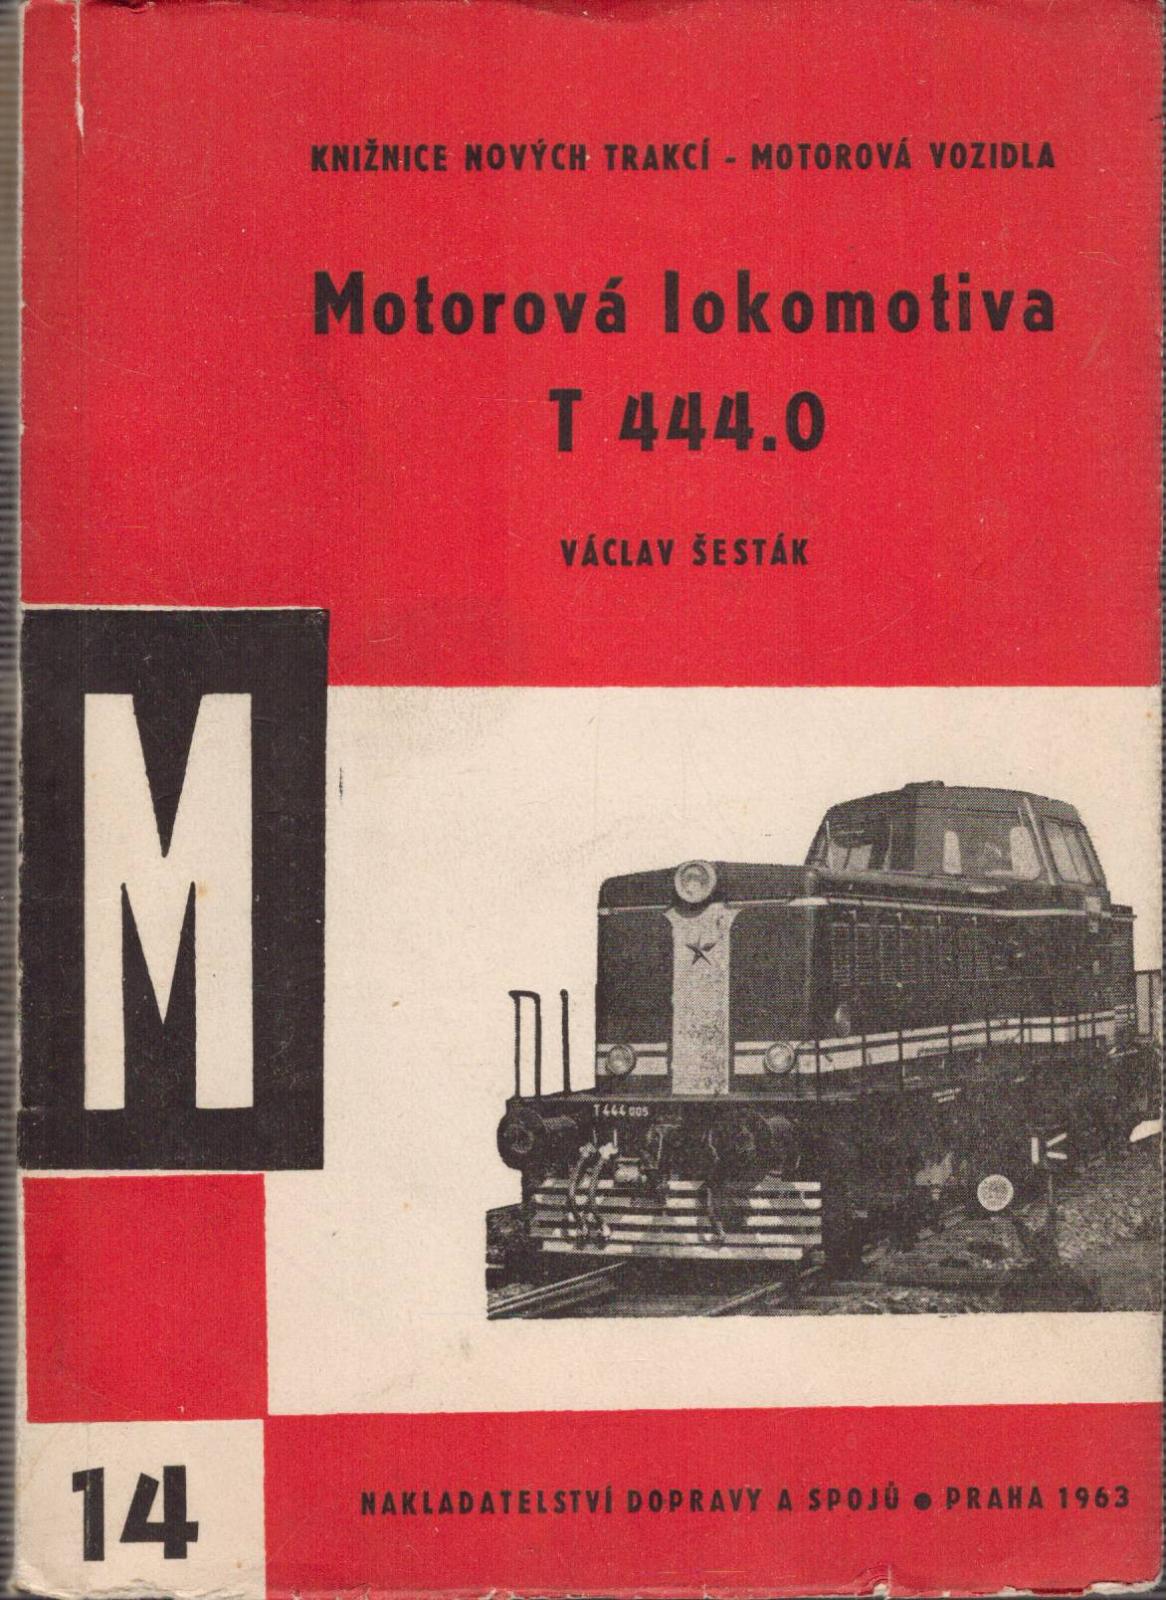 KNIŽNICE NOVÝCH TRAKCÍ - MOTOROVÁ VOZIDLA
Motorová lokomotiva
T 444.0
VÁCLAV ŠESTÁK
M
T 444 005
14
NAKLADATELSTVÍ DOPRAVY A SPOJŮ ● PRAHA 1963